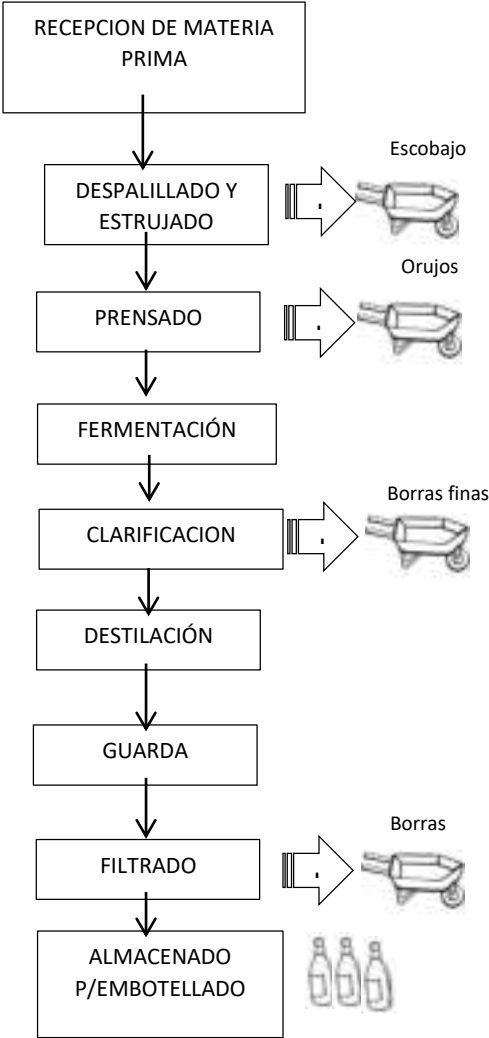 RECEPCION DE MATERIA
PRIMA
Escobajo
DESPALILLADO Y
ESTRUJADO
Orujos
PRENSADO
FERMENTACIÓN
Borras finas
CLARIFICACION
DESTILACIÓN
GUARDA
Borras
FILTRADO
ALMACENADO
P/EMBOTELLADO